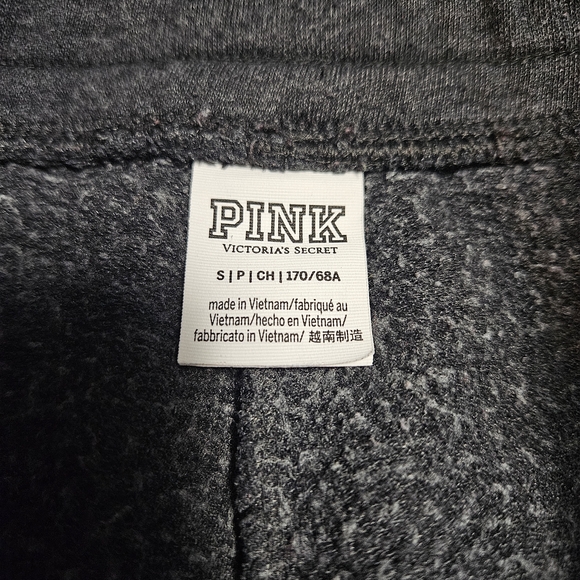 PINK
VICTORIA'S SECRET
S | P | CH | 170/68A
made in Vietnam/fabriqué au
Vietnam/hecho en Vietnam/
fabbricato in Vietnam/ 越南制造